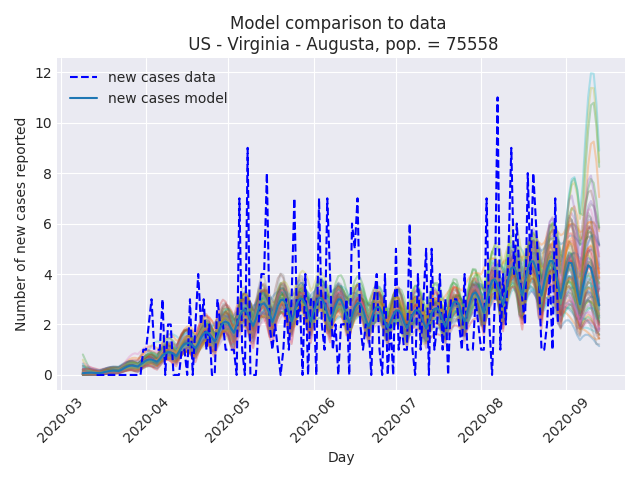 Model comparison to data
US - Virginia - Augusta, pop. = 75558
new cases data
new cases model
Number of new cases reported
12
10
8
6
4
2
0
2020-03
2020-04
2020-05
2020-06
2020-07
2020-08
2020-09
Day